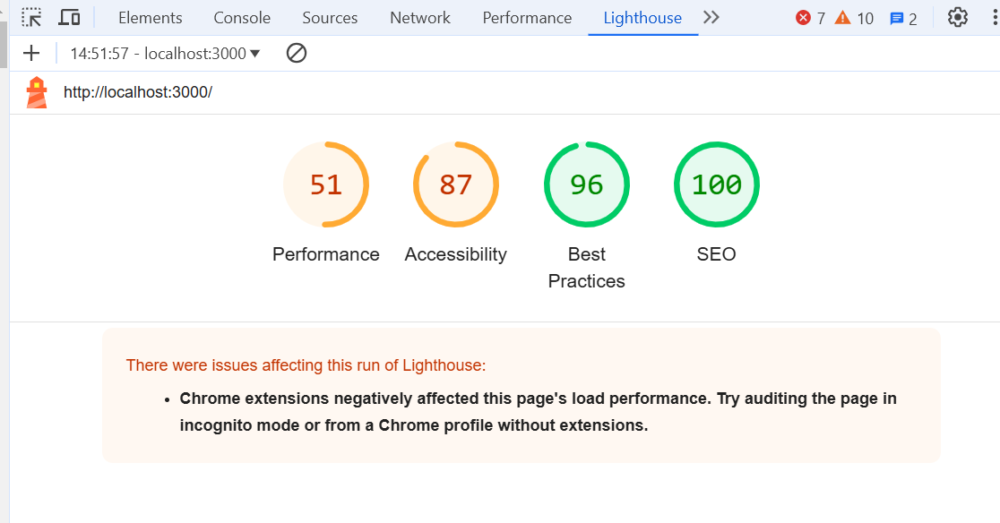 Elements Console Sources Network Performance Lighthouse 7 10 2
14:51:57 - localhost:3000
http://localhost:3000/
51 87 96 100
Performance Accessibility Best Practices SEO
There were issues affecting this run of Lighthouse:
• Chrome extensions negatively affected this page's load performance. Try auditing the page in
incognito mode or from a Chrome profile without extensions.